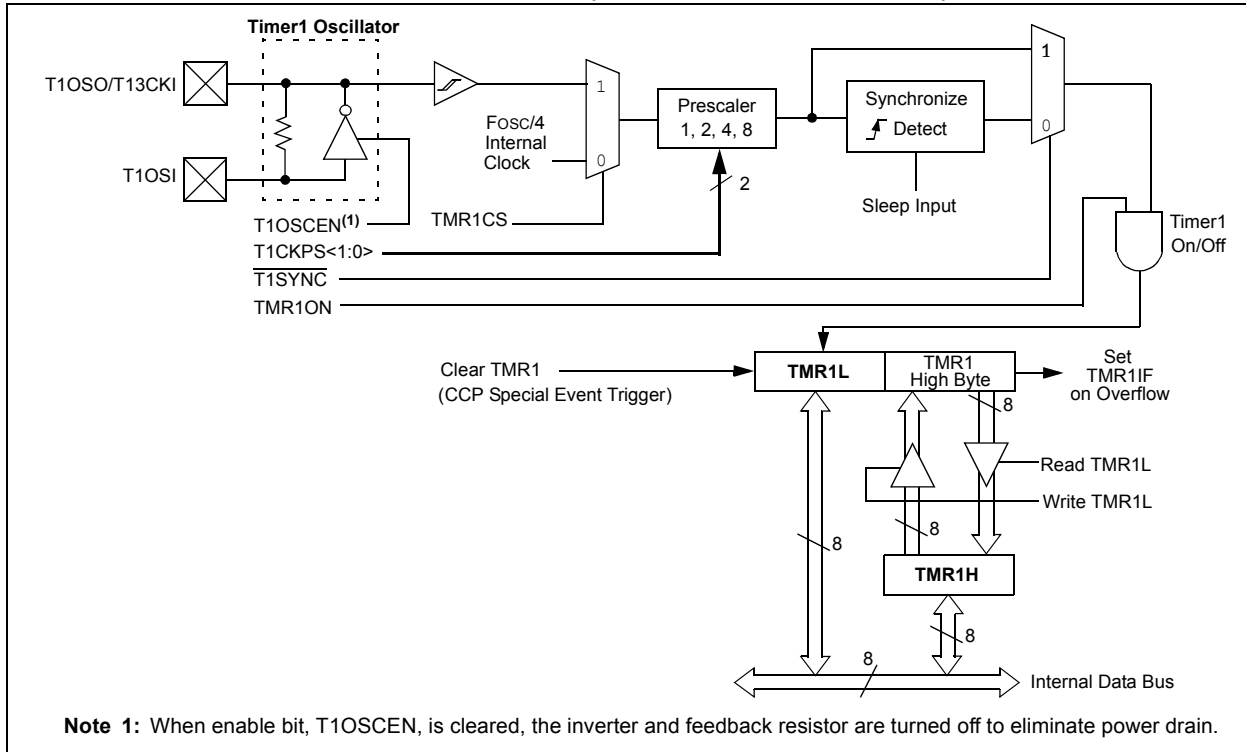 Timer1 Oscillator
T1OSO/T13CKI
T1OSI
FOSC/4
Internal
Clock
1
0
Prescaler
1, 2, 4, 8
2
Synchronize
Detect
Sleep Input
1
0
T1OSCEN(1)
TMR1CS
T1CKPS<1:0>
T1SYNC
TMR1ON
Timer1
On/Off
Clear TMR1
(CCP Special Event Trigger)
TMR1L
TMR1
High Byte
Set
TMR1IF
on Overflow
8
Read TMR1L
Write TMR1L
8
8
TMR1H
8
8
Internal Data Bus
Note 1: When enable bit, T1OSCEN, is cleared, the inverter and feedback resistor are turned off to eliminate power drain.